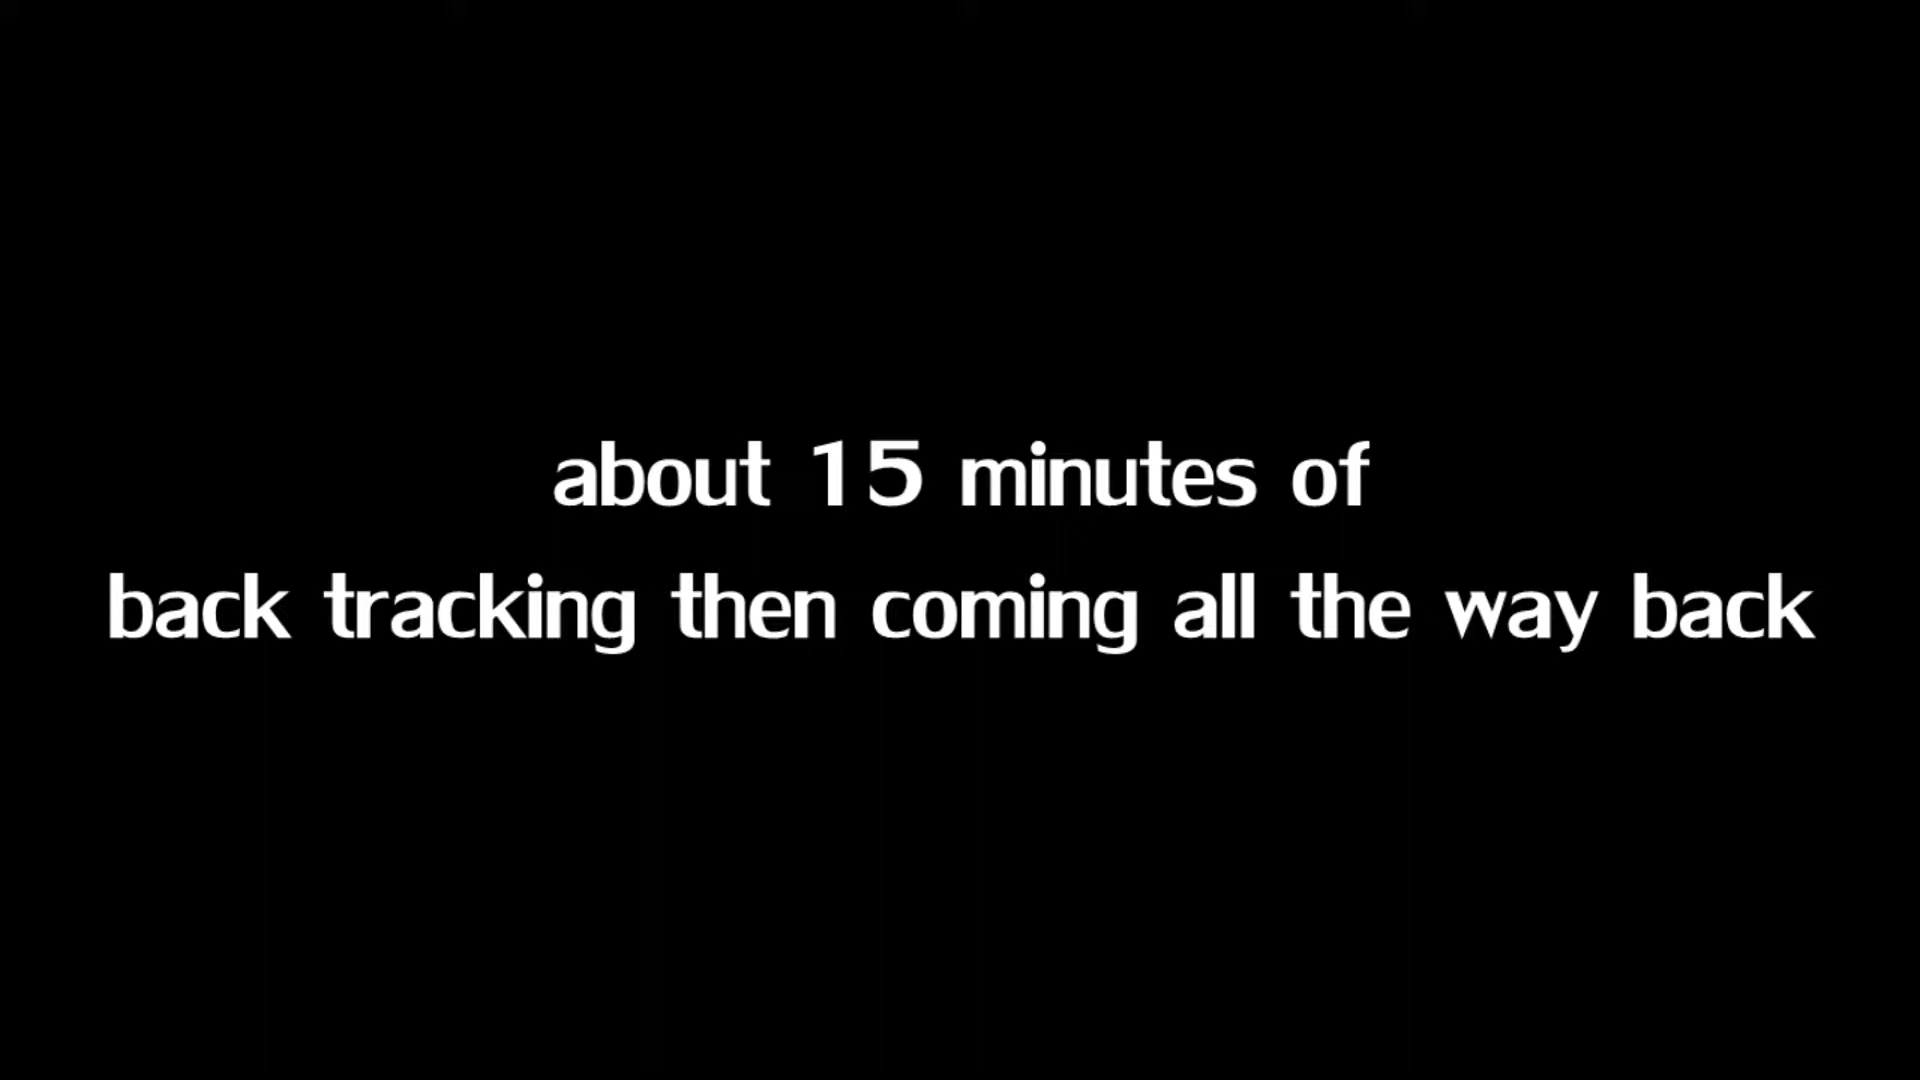 about 15 minutes of
back tracking then coming all the way back